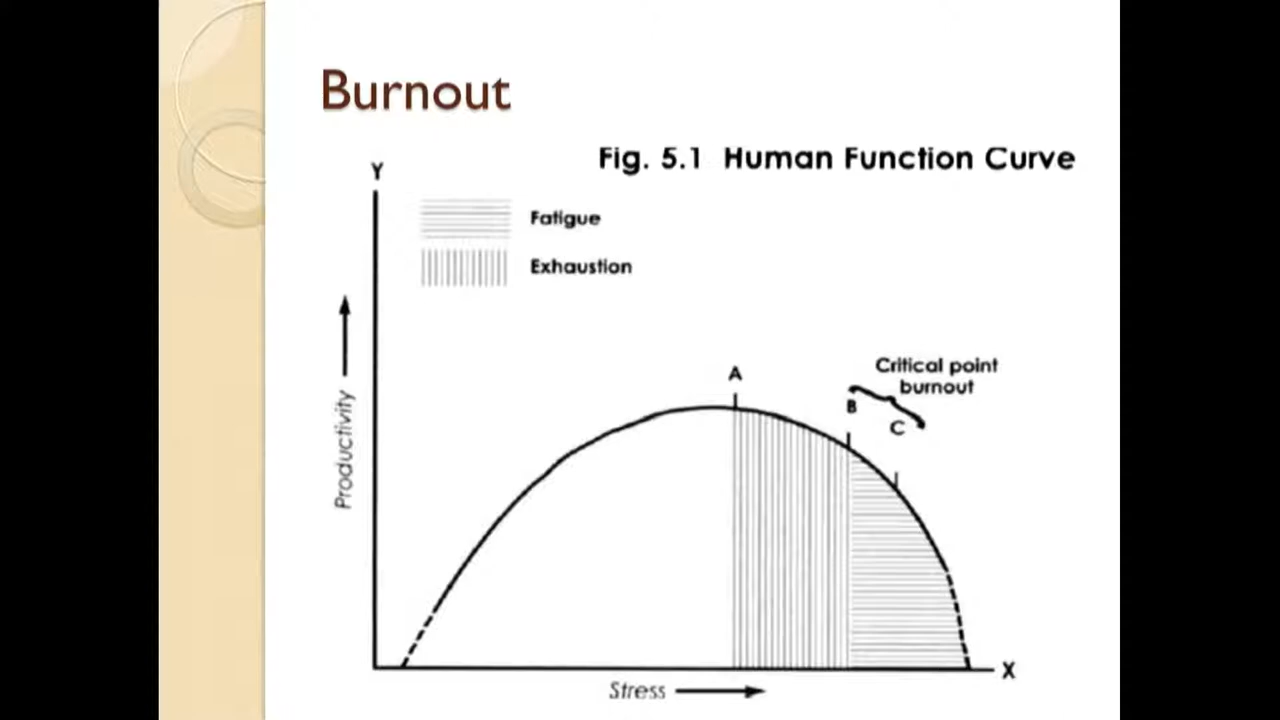 Burnout
Fig. 5.1 Human Function Curve
Y
Fatigue
Exhaustion
Productivity
A
Critical point
burnout
B
C
X
Stress